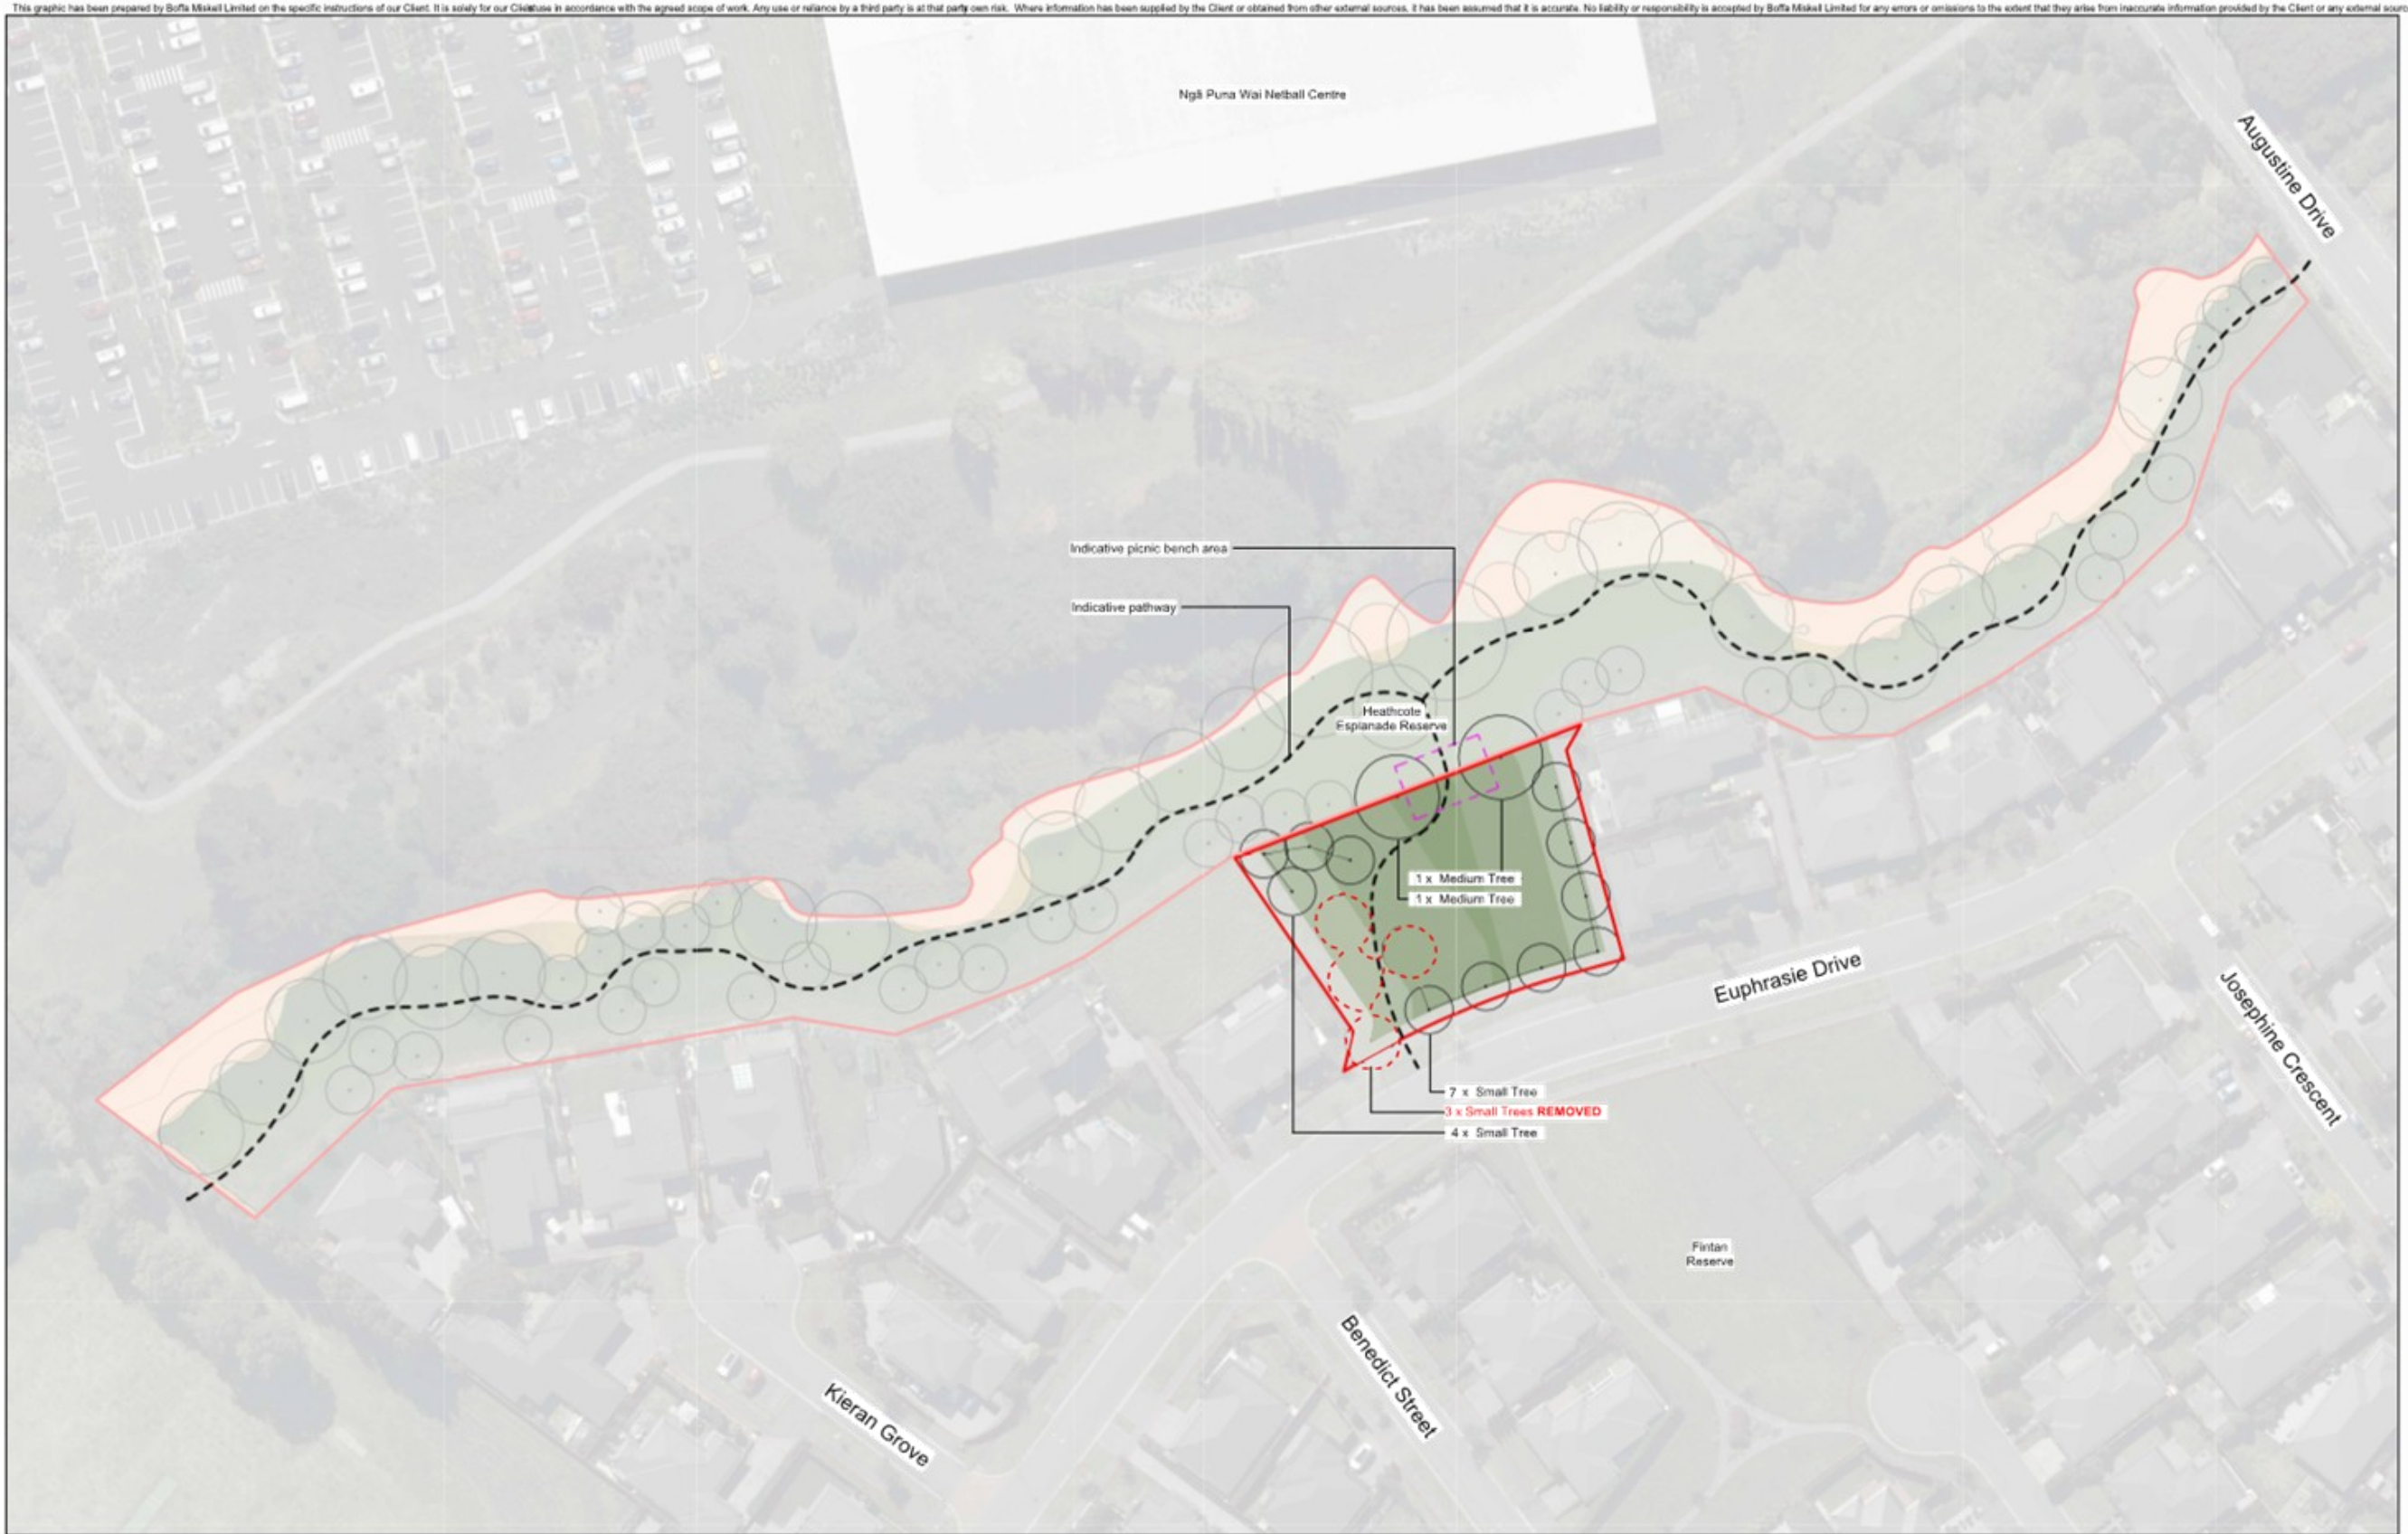 This graphic has been prepared by Boffa Miskell Limited on the specific instructions of our Client. It is solely for our Client's use in accordance with the agreed scope of work. Any use or reliance by a third party is at that party's own risk. Where information has been supplied by the Client or obtained from other external sources, it has been assumed that it is accurate. No liability or responsibility is accepted by Boffa Miskell Limited for any errors or omissions to the extent that they arise from inaccurate information provided by the Client or any external sourc
Ngā Puna Wai Netball Centre
Augustine Drive
Indicative picnic bench area
Indicative pathway
Heathcote
Esplanade Reserve
1 x Medium Tree
1 x Medium Tree
Euphrasie Drive
Josephine Crescent
7 x Small Tree
3 x Small Trees REMOVED
4 x Small Tree
Fintan
Reserve
Benedict Street
Kieran Grove